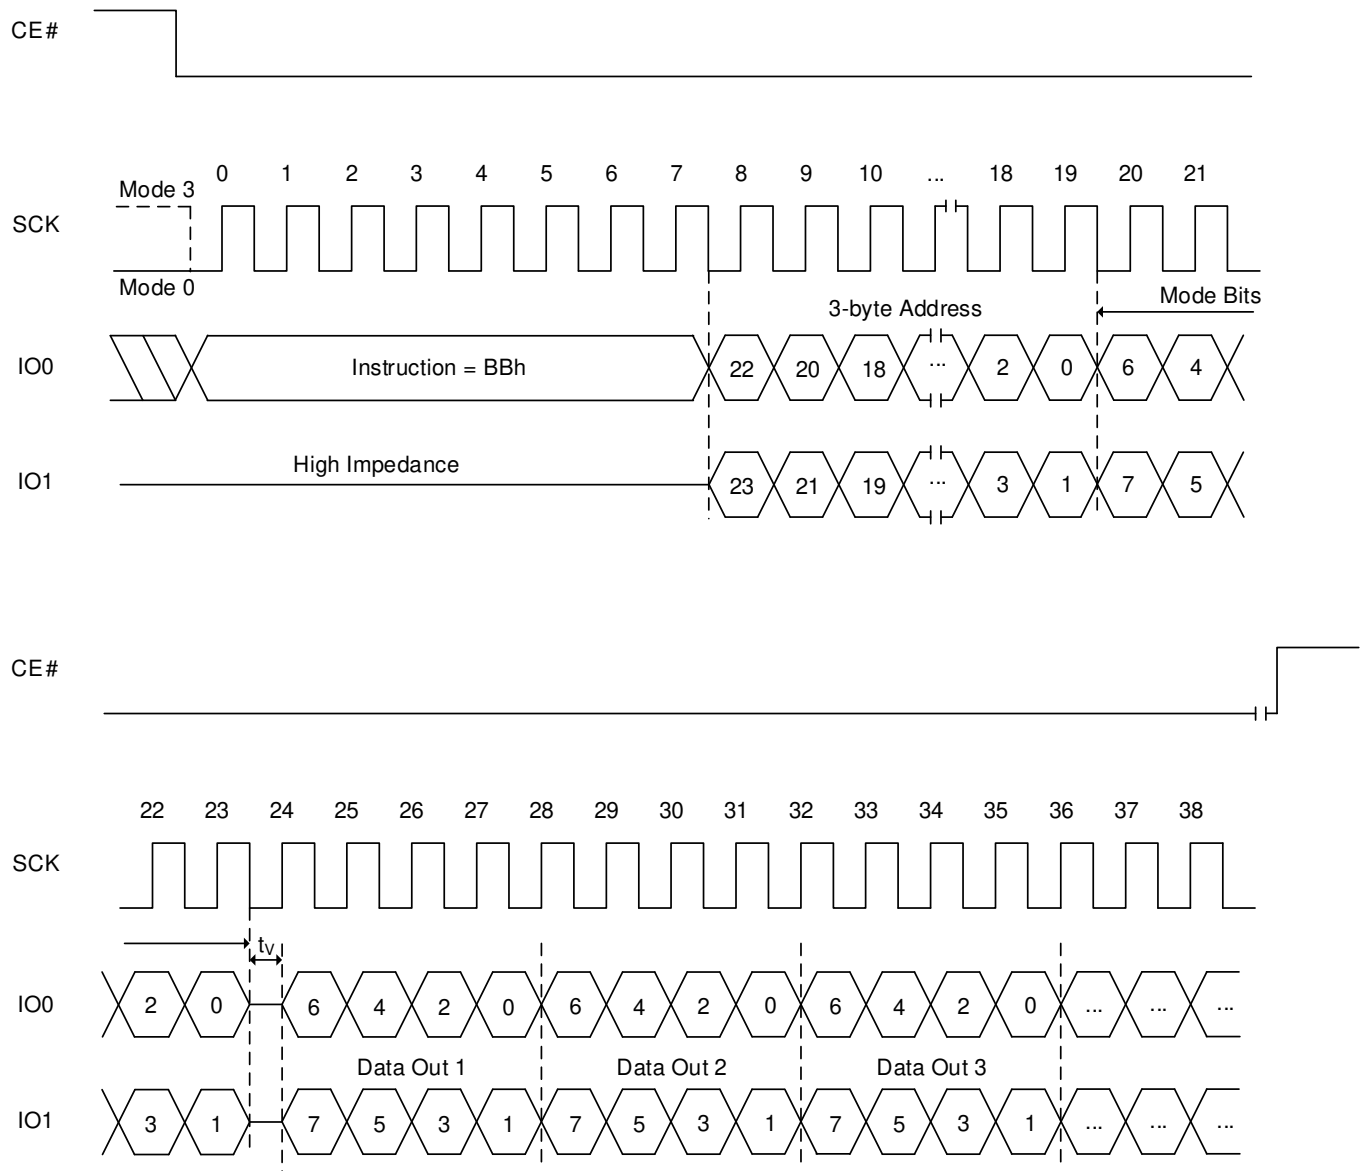 CE#
0 1 2 3 4 5 6 7 8 9 10 ... 18 19 20 21
Mode 3
SCK
Mode 0
3-byte Address
Mode Bits
IO0 Instruction = BBh 22 20 18 ... 2 0 6 4
High Impedance
IO1 23 21 19 ... 3 1 7 5
CE#
22 23 24 25 26 27 28 29 30 31 32 33 34 35 36 37 38
SCK
tV
IO0 2 0 6 4 2 0 6 4 2 0 6 4 2 0 ... ... ...
Data Out 1 Data Out 2 Data Out 3
IO1 3 1 7 5 3 1 7 5 3 1 7 5 3 1 ... ... ...